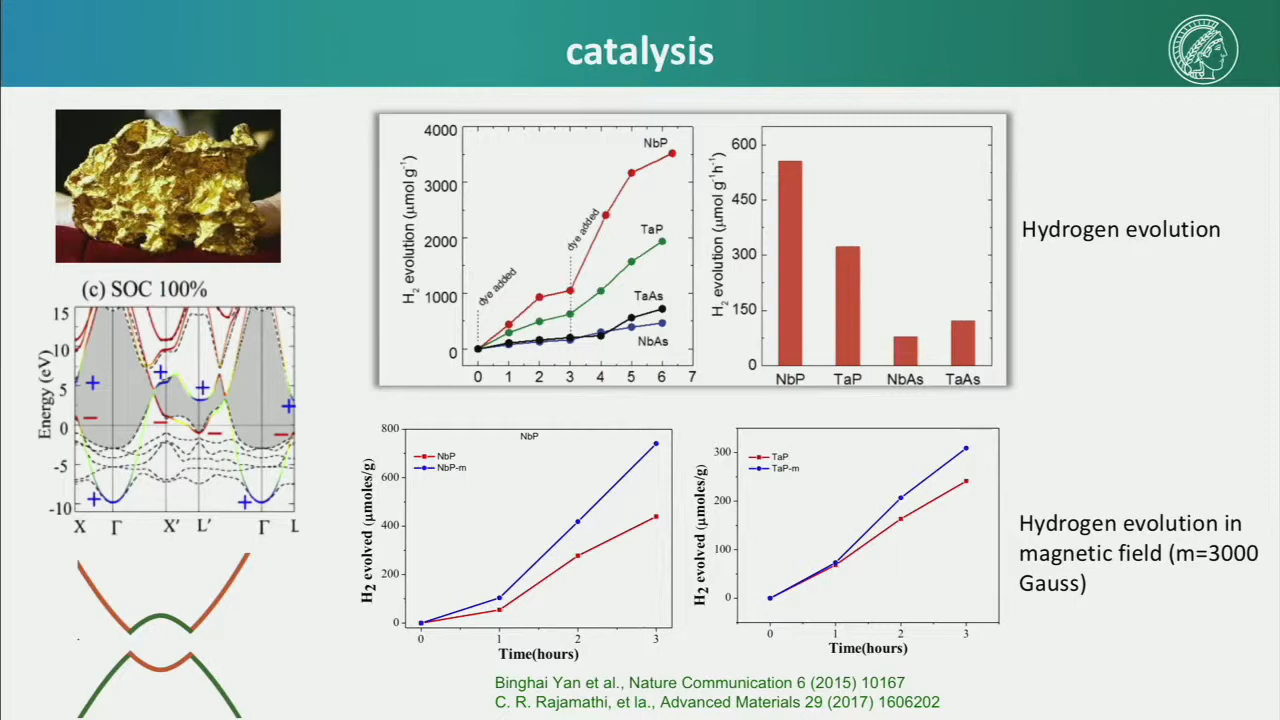 catalysis
(c) SOC 100%
15
10
5
0
-5
-10
Energy (eV)
X Γ X′ L′ Γ L
+ + + + + +
− − − −
H2 evolution (μmol g-1)
4000
3000
2000
1000
0
0 1 2 3 4 5 6 7
dye added
dye added
NbP
TaP
TaAs
NbAs
H2 evolution (μmol g-1h-1)
600
450
300
150
0
NbP TaP NbAs TaAs
Hydrogen evolution
NbP
NbP
NbP-m
H2 evolved (μmoles/g)
800
600
400
200
0
0 1 2 3
Time(hours)
TaP
TaP-m
H2 evolved (μmoles/g)
300
200
100
0
0 1 2 3
Time(hours)
Hydrogen evolution in
magnetic field (m=3000
Gauss)
Binghai Yan et al., Nature Communication 6 (2015) 10167
C. R. Rajamathi, et la., Advanced Materials 29 (2017) 1606202